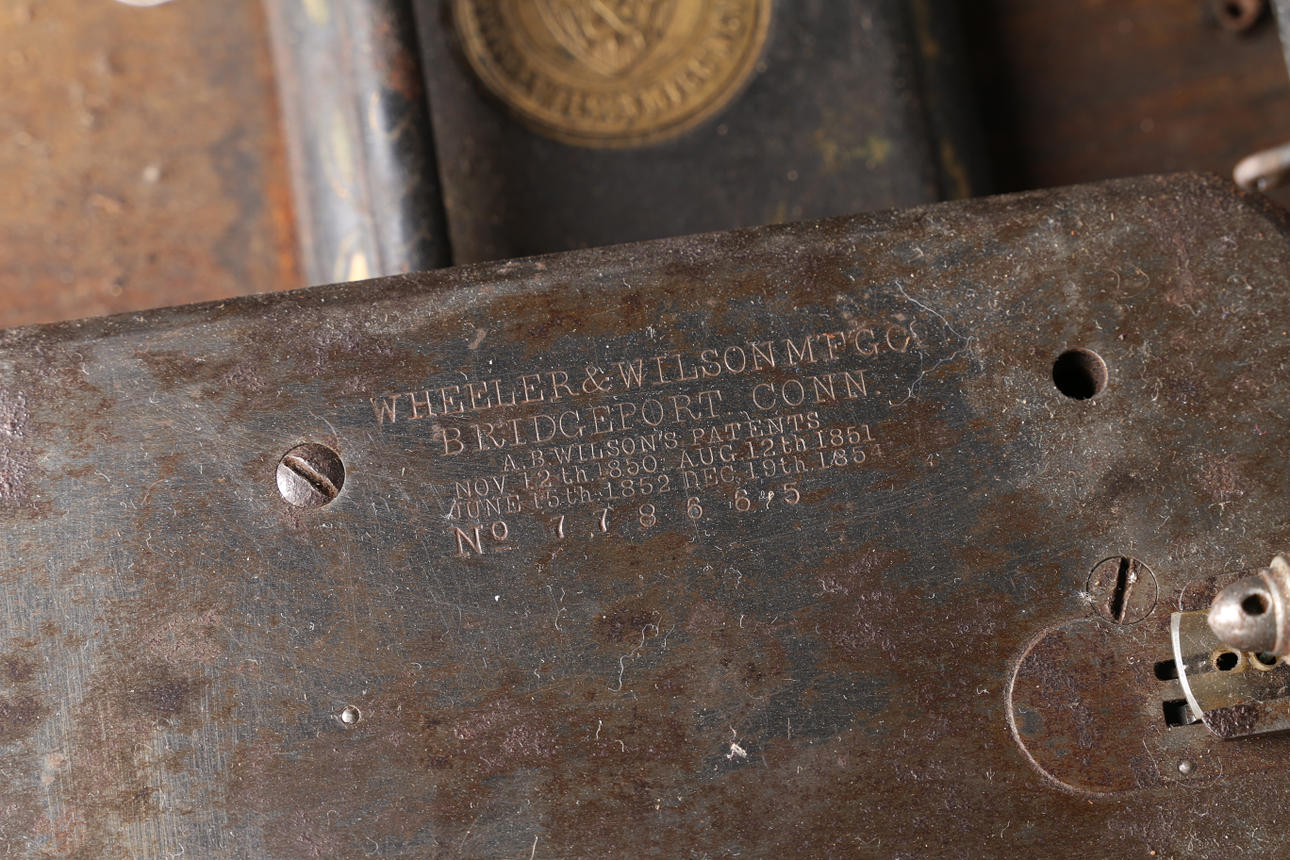 WHEELER & WILSON MF'G CO
BRIDGEPORT CONN.
A.B. WILSON'S PATENTS
NOV 12th 1850. AUG. 12th 1851
JUNE 15th 1852 DEC. 19th 1854
No 778665